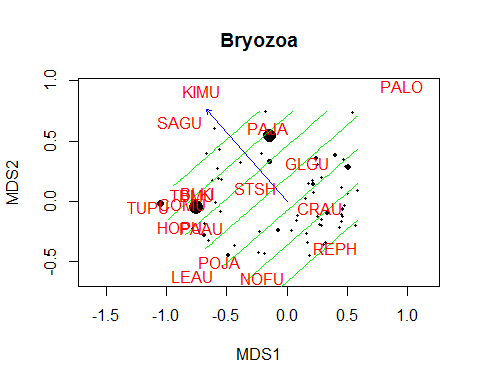 Bryozoa
PALO
KIMU
SAGU
PAJA
GLGU
STSH
TUPU
CRAU
HOPL
PAAU
REPH
POJA
LEAU
NOFU
MDS2
1.0
0.5
0.0
-0.5
-1.5
-1.0
-0.5
0.0
0.5
1.0
MDS1